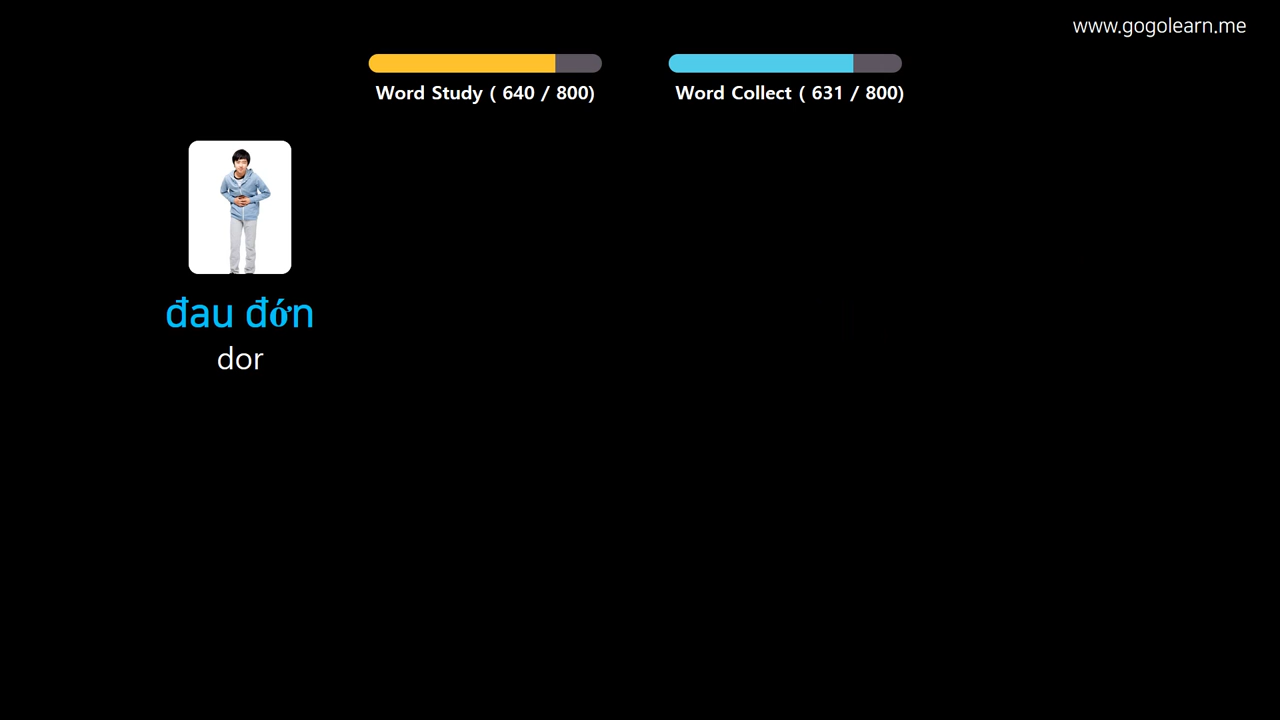 www.gogolearn.me
Word Study ( 640 / 800)
Word Collect ( 631 / 800)
đau đớn
dor